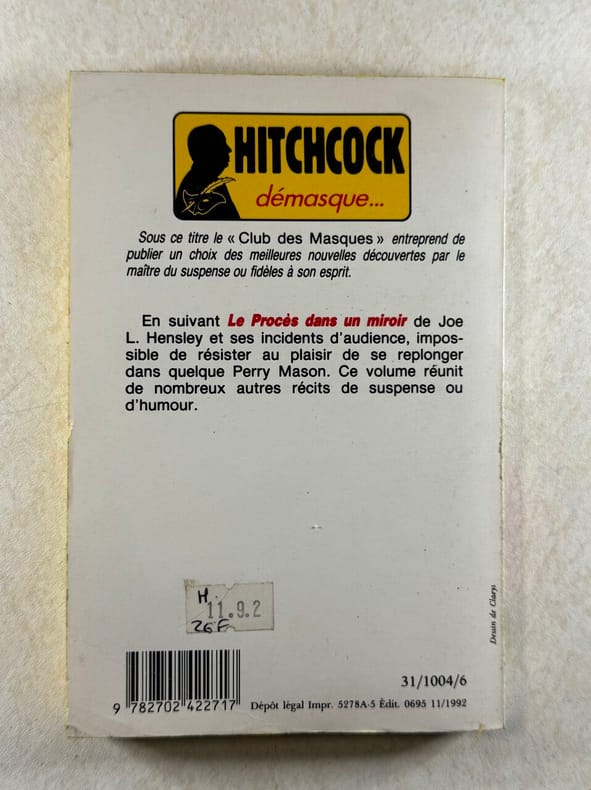 HITCHCOCK
démasque...
Sous ce titre le « Club des Masques » entreprend de
publier un choix des meilleures nouvelles découvertes par le
maître du suspense ou fidèles à son esprit.
En suivant Le Procès dans un miroir de Joe
L. Hensley et ses incidents d'audience, impos-
sible de résister au plaisir de se replonger
dans quelque Perry Mason. Ce volume réunit
de nombreux autres récits de suspense ou
d'humour.
H.
11.9.2
26F
Dessin de Clarys
31/1004/6
9 782702 422717
Dépôt légal Impr. 5278A-5 Édit. 0695 11/1992